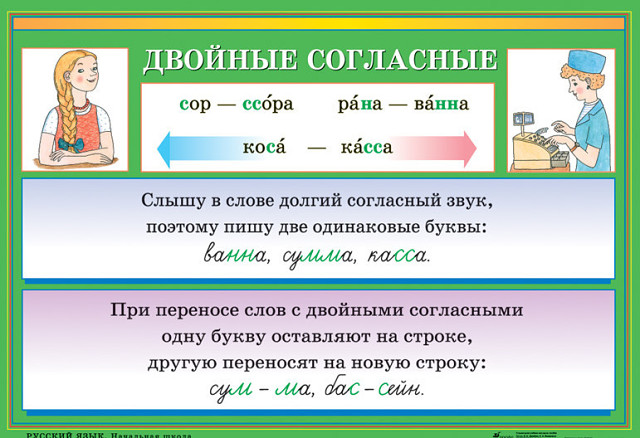 ДВОЙНЫЕ СОГЛАСНЫЕ
сор — ссо́ра ра́на — ва́нна
коса́ — ка́сса
Слышу в слове долгий согласный звук,
поэтому пишу две одинаковые буквы:
ванна, сумма, касса.
При переносе слов с двойными согласными
одну букву оставляют на строке,
другую переносят на новую строку:
сум – ма, бас – сейн.
РУССКИЙ ЯЗЫК. Начальная школа